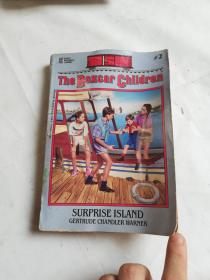 The Boxcar Children
#2
SURPRISE ISLAND
GERTRUDE CHANDLER WARNER